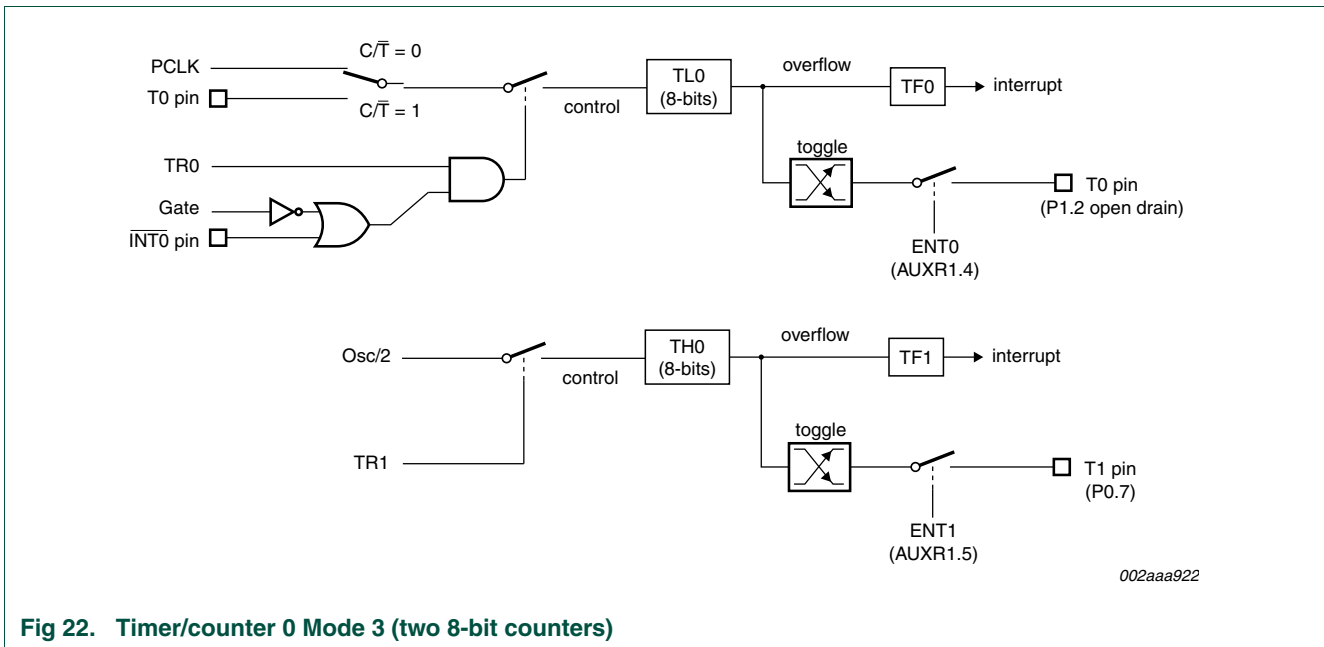 C/T̅ = 0
PCLK
T0 pin
C/T̅ = 1
control
TL0
(8-bits)
overflow
TF0
interrupt
toggle
TR0
Gate
I̅N̅T̅0̅ pin
T0 pin
(P1.2 open drain)
ENT0
(AUXR1.4)
Osc/2
control
TH0
(8-bits)
overflow
TF1
interrupt
toggle
TR1
T1 pin
(P0.7)
ENT1
(AUXR1.5)
002aaa922
Fig 22. Timer/counter 0 Mode 3 (two 8-bit counters)